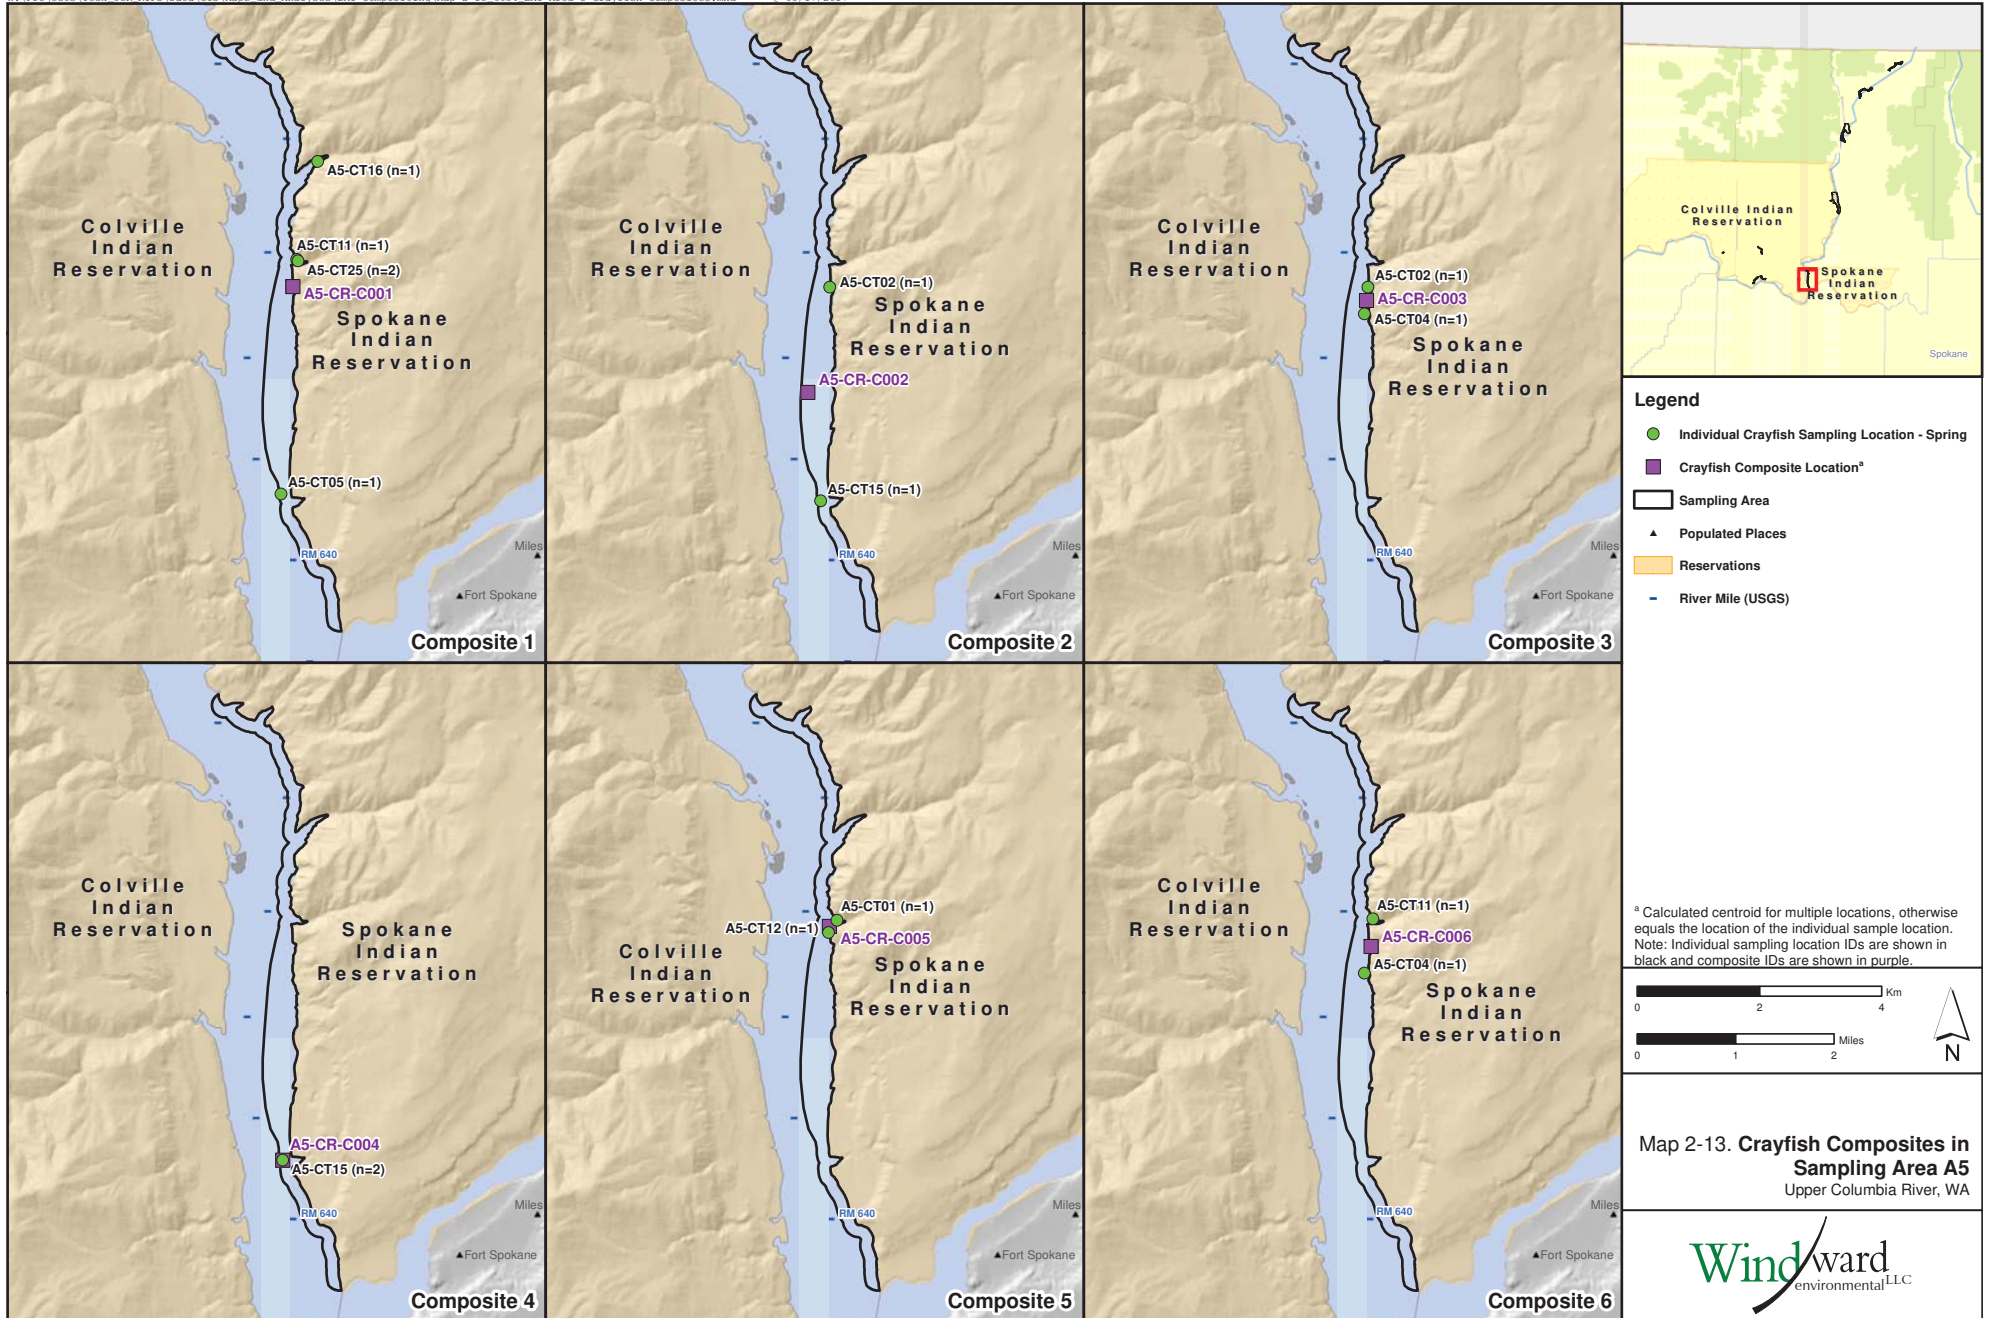 A5-CT16 (n=1)
Colville
Indian
Reservation
A5-CT11 (n=1)
A5-CT25 (n=2)
A5-CR-C001
Spokane
Indian
Reservation
A5-CT05 (n=1)
RM 640
Miles
Fort Spokane
Composite 1
Colville
Indian
Reservation
A5-CT02 (n=1)
Spokane
Indian
Reservation
A5-CR-C002
A5-CT15 (n=1)
RM 640
Miles
Fort Spokane
Composite 2
Colville
Indian
Reservation
A5-CT02 (n=1)
A5-CR-C003
A5-CT04 (n=1)
Spokane
Indian
Reservation
RM 640
Miles
Fort Spokane
Composite 3
Colville
Indian
Reservation
Spokane
Indian
Reservation
A5-CR-C004
A5-CT15 (n=2)
RM 640
Miles
Fort Spokane
Composite 4
A5-CT01 (n=1)
A5-CT12 (n=1)
A5-CR-C005
Colville
Indian
Reservation
Spokane
Indian
Reservation
RM 640
Miles
Fort Spokane
Composite 5
Colville
Indian
Reservation
A5-CT11 (n=1)
A5-CR-C006
A5-CT04 (n=1)
Spokane
Indian
Reservation
RM 640
Miles
Fort Spokane
Composite 6
Colville Indian
Reservation
Spokane
Indian
Reservation
Spokane
Legend
Individual Crayfish Sampling Location - Spring
Crayfish Composite Location^a
Sampling Area
Populated Places
Reservations
River Mile (USGS)
^a Calculated centroid for multiple locations, otherwise
equals the location of the individual sample location.
Note: Individual sampling location IDs are shown in
black and composite IDs are shown in purple.
Km
0 2 4
Miles
0 1 2
N
Map 2-13. Crayfish Composites in
Sampling Area A5
Upper Columbia River, WA
Windward
environmental LLC